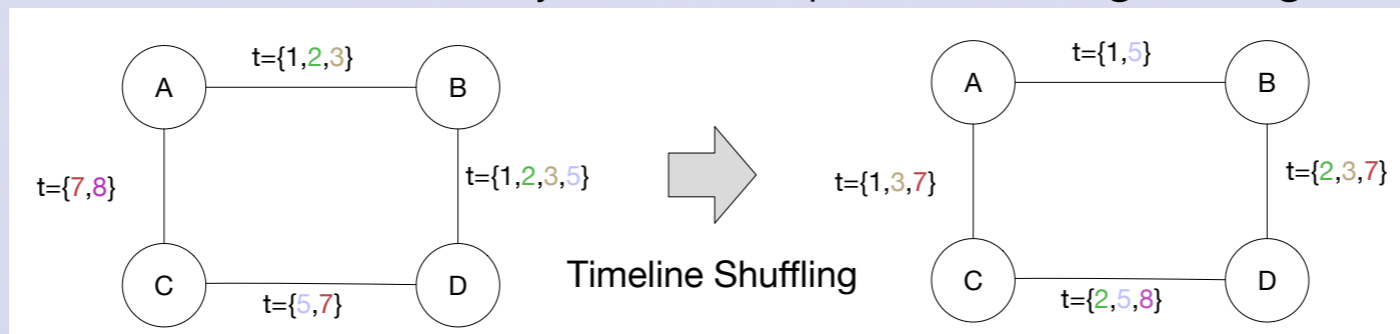 t={1,2,3}
A
B
t={7,8}
t={1,2,3,5}
C
D
t={5,7}
Timeline Shuffling
t={1,5}
A
B
t={1,3,7}
t={2,3,7}
C
D
t={2,5,8}